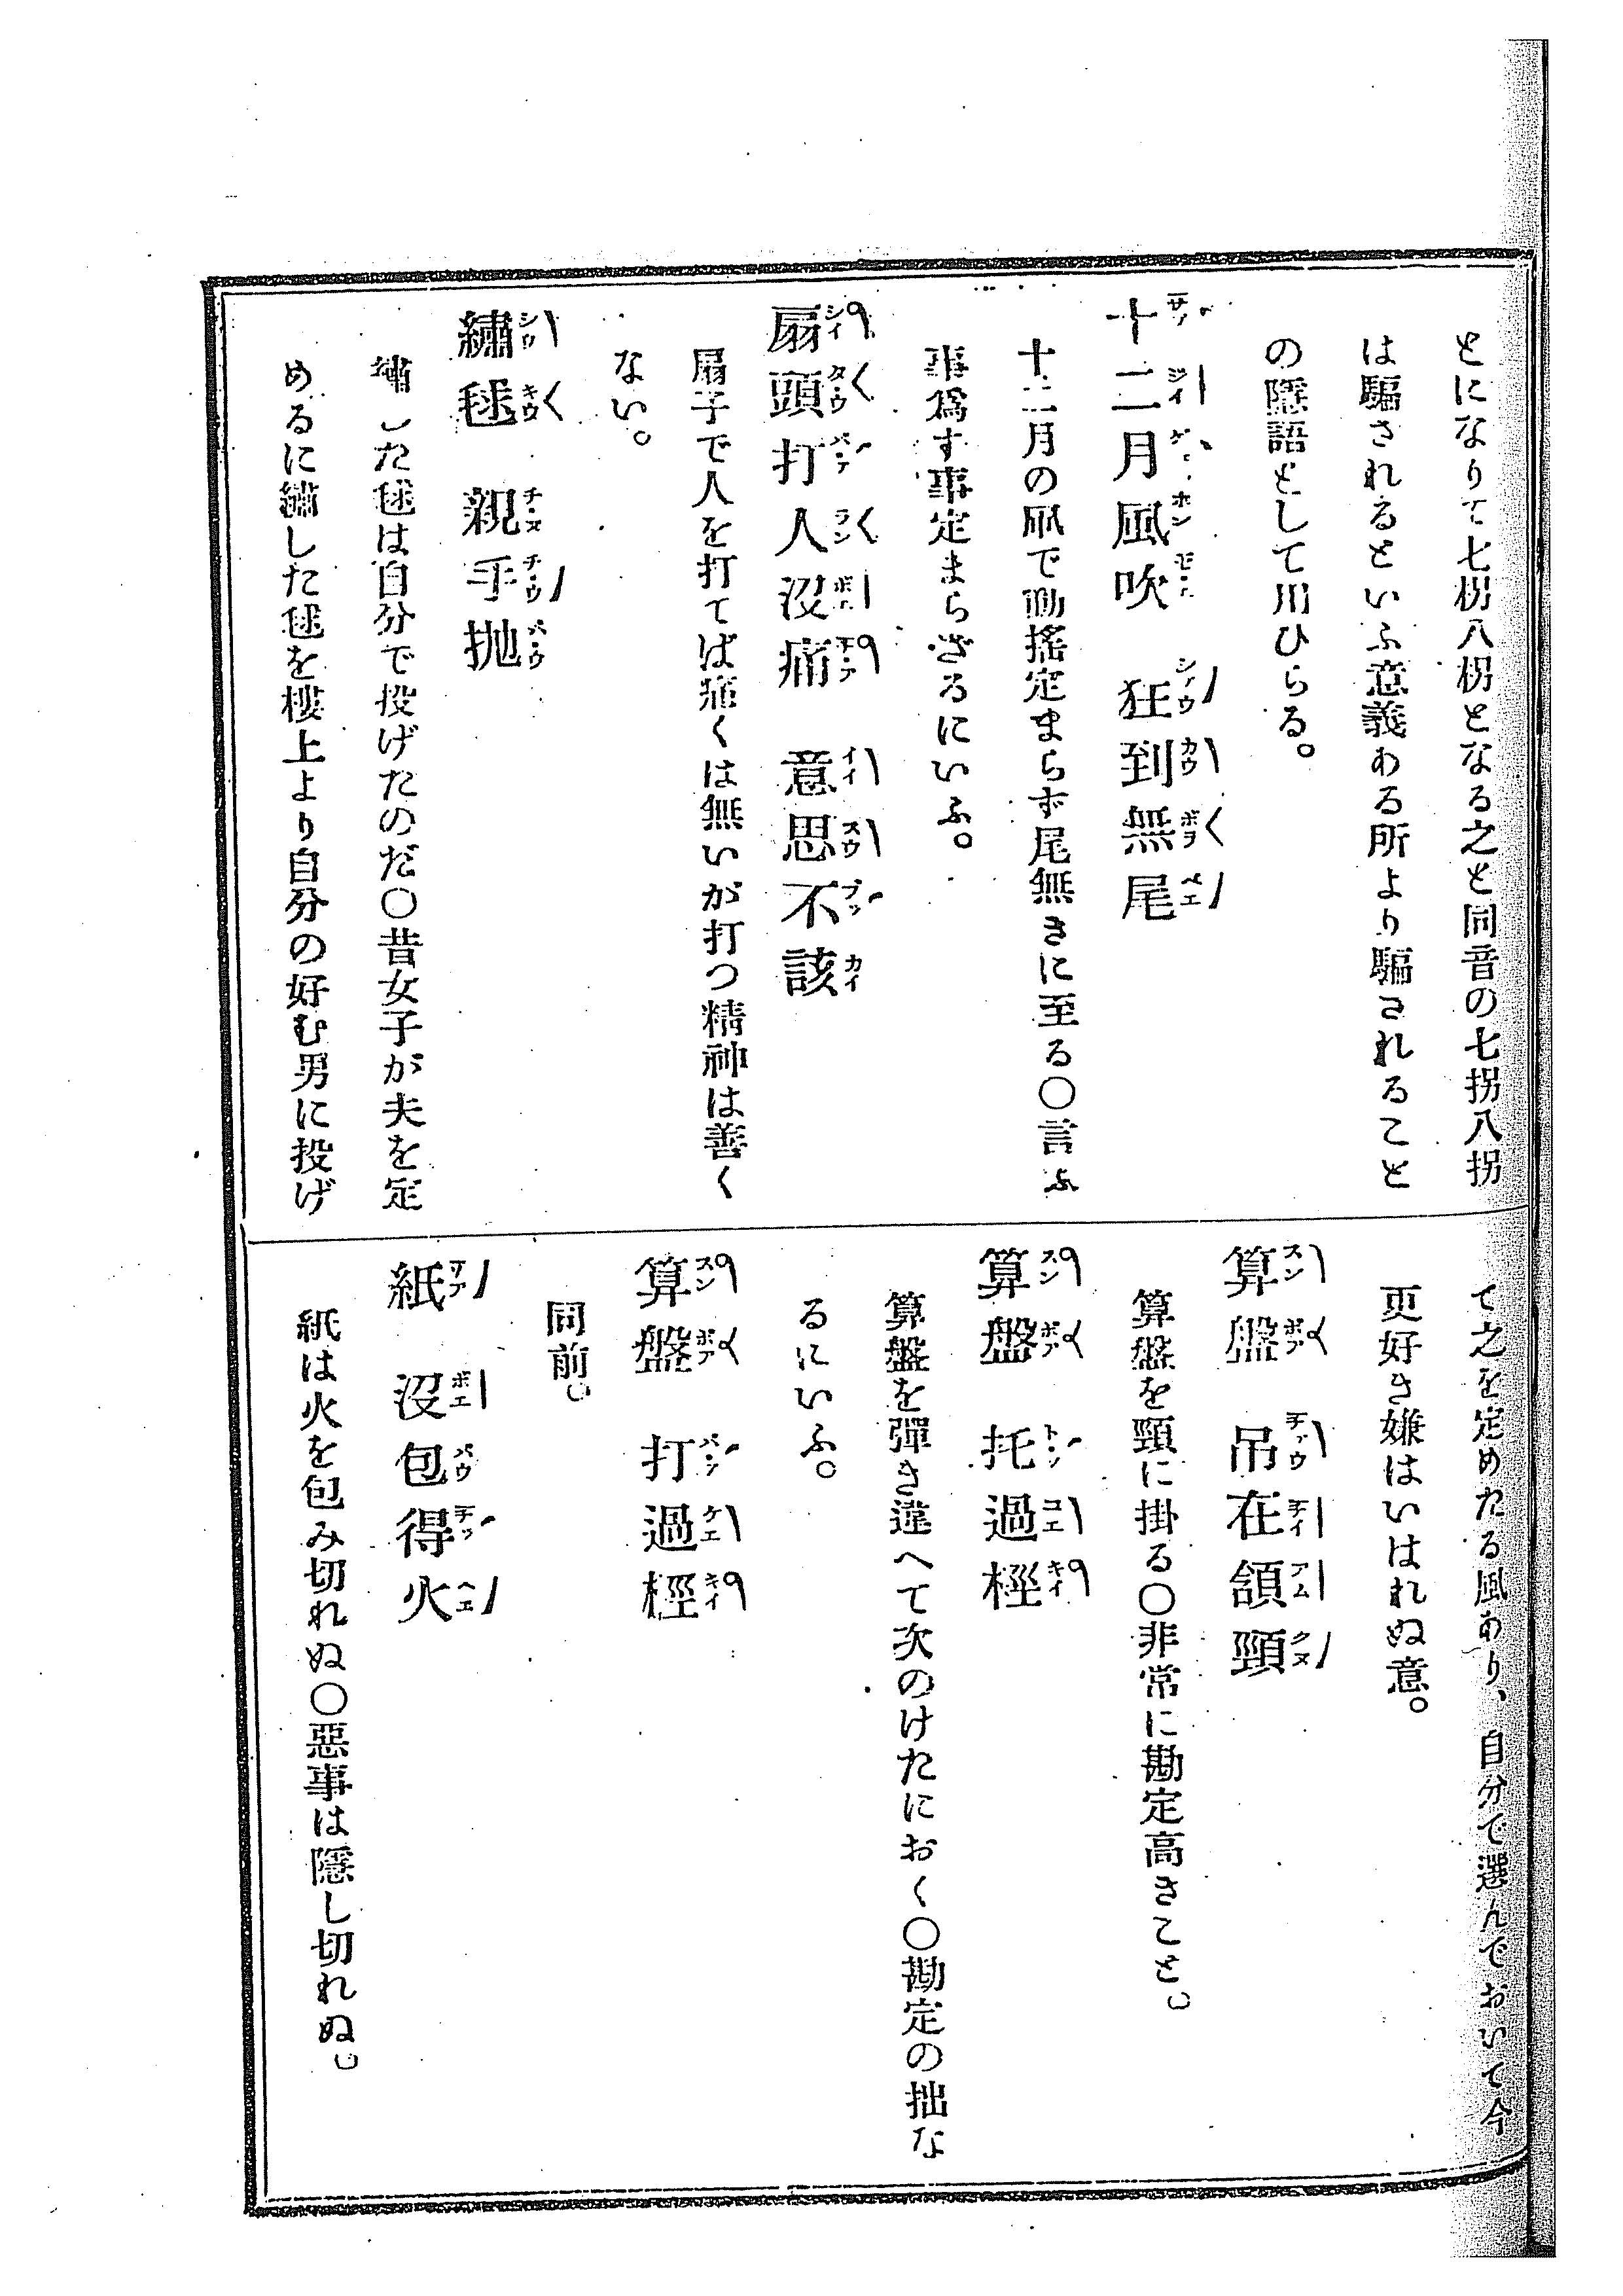 とになりて七柺八柺となる之と同音の七拐八拐
は騙されるといふ意義ある所より騙されること
の隱語として用ひらる。
十二月風吹　狂到無尾
十二月の風で動搖定まらず尾無きに至る〇言ふ
事爲す事定まらざるにいふ。
扇頭打人沒痛　意思不該
扇子で人を打てば痛くは無いが打つ精神は善く
ない。
繡毬　親手抛
繡した毬は自分で投げたのだ〇昔女子が夫を定
めるに繡した毬を樓上より自分の好む男に投げ
て之を定めたる風あり、自分で選んでおいて今
更好き嫌はいはれぬ意。
算盤　吊在頷頸
算盤を頸に掛る〇非常に勘定高きこと。
算盤　托過桱
算盤を彈き違へて次のけたにおく〇勘定の拙な
るにいふ。
算盤　打過桱
同前。
紙　沒包得火
紙は火を包み切れぬ〇惡事は隱し切れぬ。